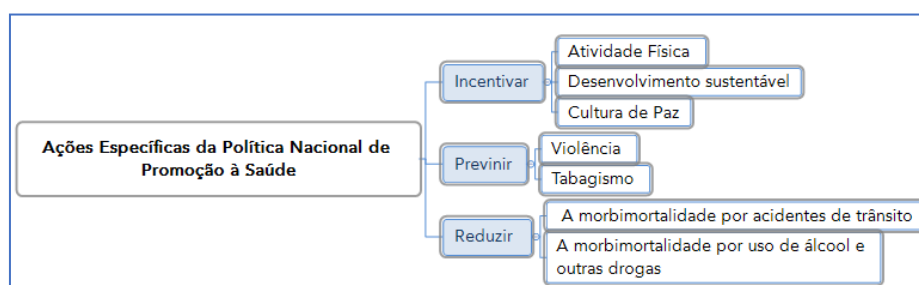 Ações Específicas da Política Nacional de
Promoção à Saúde
Incentivar
Atividade Física
Desenvolvimento sustentável
Cultura de Paz
Previnir
Violência
Tabagismo
Reduzir
A morbimortalidade por acidentes de trânsito
A morbimortalidade por uso de álcool e
outras drogas